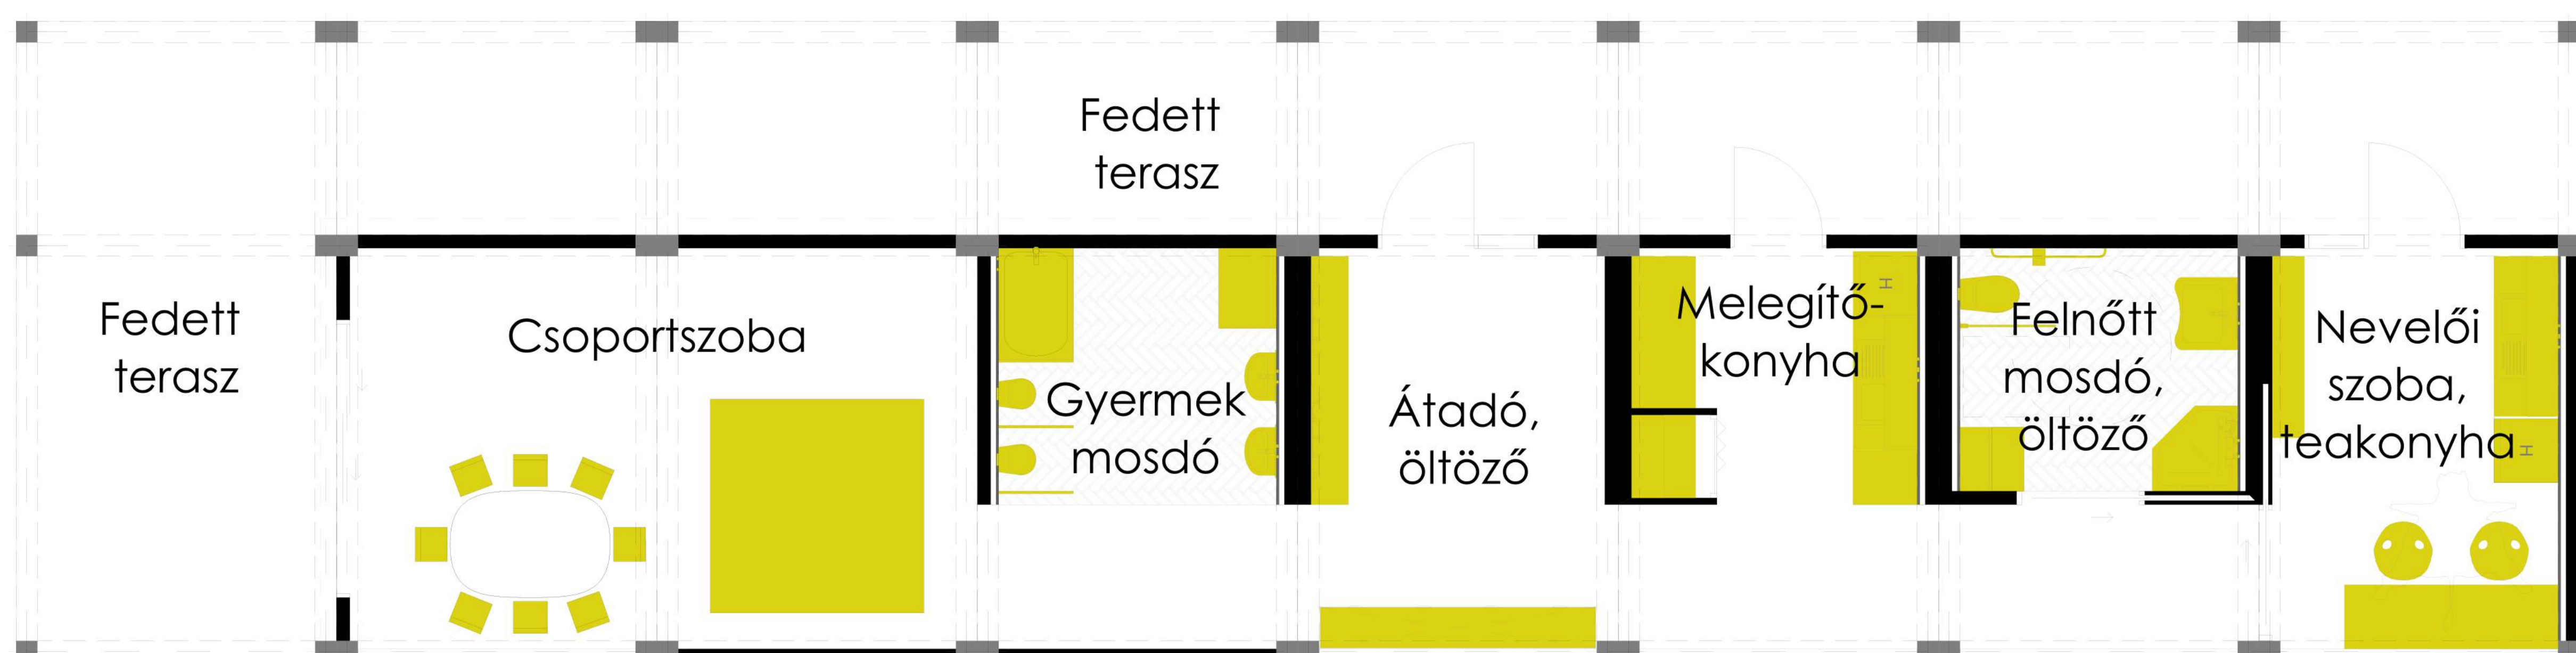 Fedett
terasz
Fedett
terasz
Csoportszoba
Gyermek
mosdó
Átadó,
öltöző
Melegítő-
konyha
Felnőtt
mosdó,
öltöző
Nevelői
szoba,
teakonyha
H
H